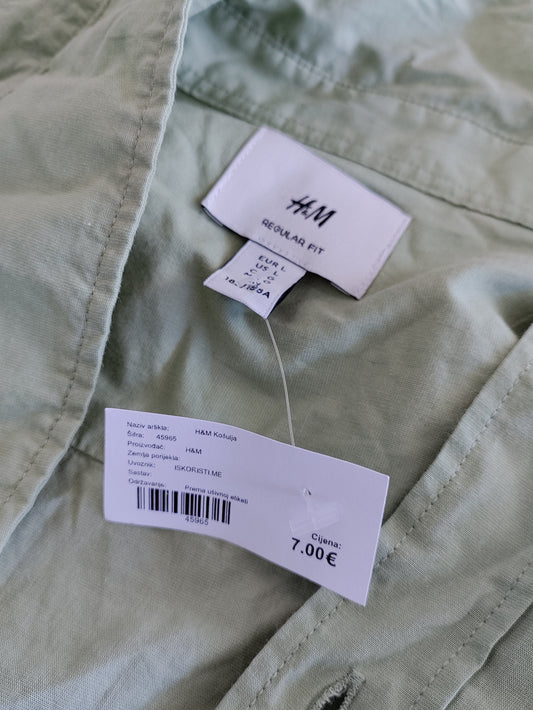 H&M
REGULAR FIT
EUR L
US L
Naziv artikla: H&M Košulja
Šifra: 45965
Proizvođač: H&M
Zemlja porijekla:
Uvoznik: ISKORISTI.ME
Sastav:
Održavanje: Prema ušivnoj etiketi
45965
Cijena:
7.00€